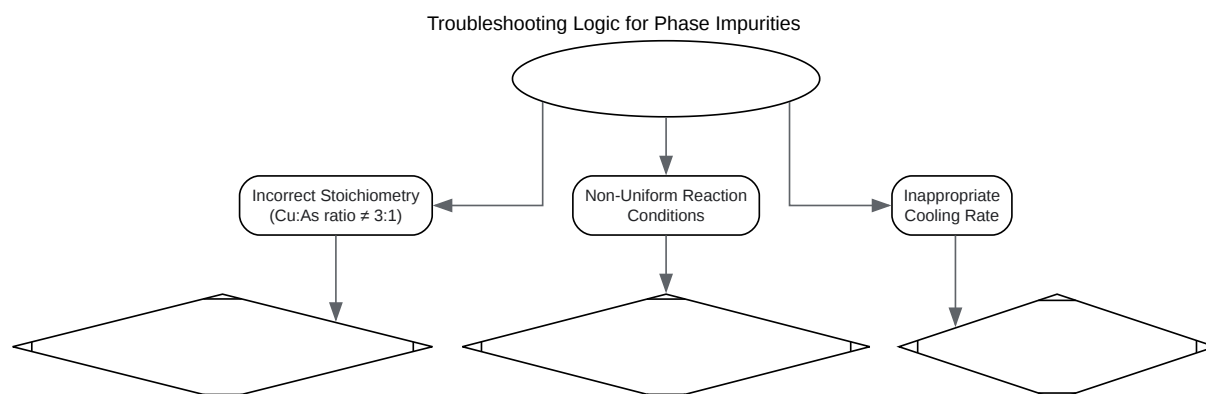 Troubleshooting Logic for Phase Impurities
Incorrect Stoichiometry
(Cu:As ratio ≠ 3:1)
Non-Uniform Reaction
Conditions
Inappropriate
Cooling Rate